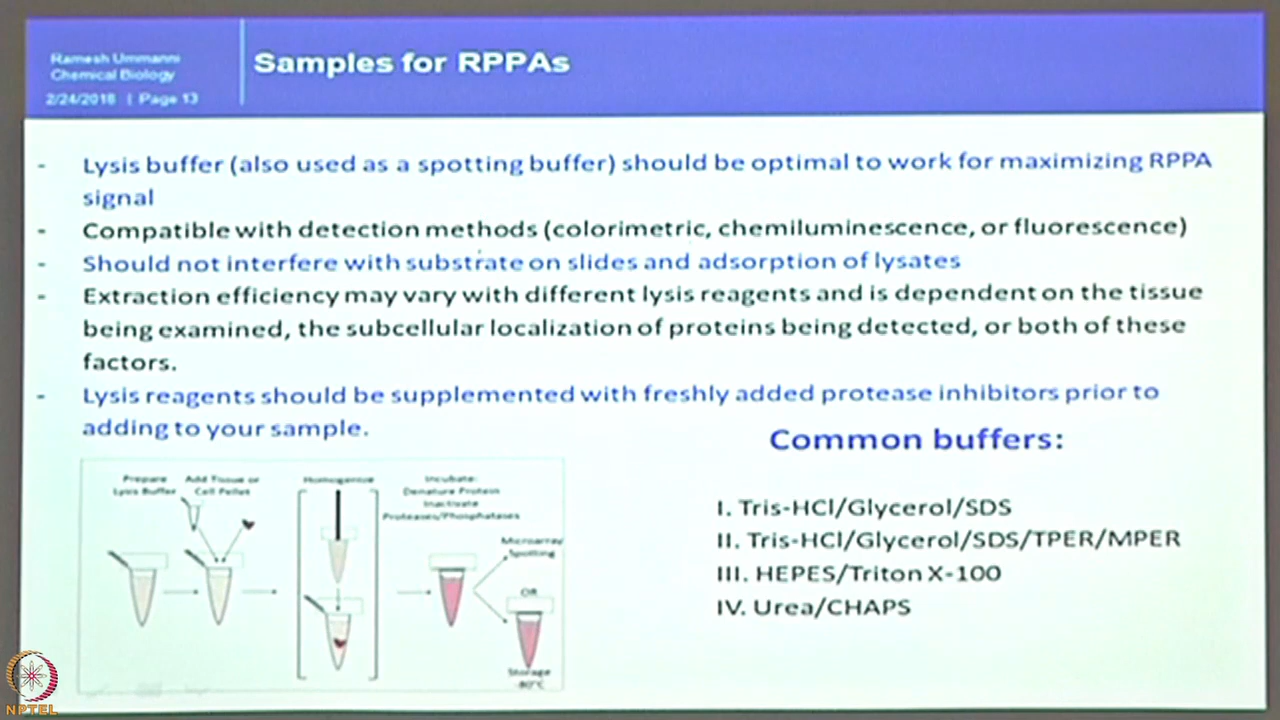 Ramesh Ummanni
Chemical Biology
2/24/2018 | Page 13
Samples for RPPAs
- Lysis buffer (also used as a spotting buffer) should be optimal to work for maximizing RPPA
signal
- Compatible with detection methods (colorimetric, chemiluminescence, or fluorescence)
- Should not interfere with substrate on slides and adsorption of lysates
- Extraction efficiency may vary with different lysis reagents and is dependent on the tissue
being examined, the subcellular localization of proteins being detected, or both of these
factors.
- Lysis reagents should be supplemented with freshly added protease inhibitors prior to
adding to your sample.
Prepare
Lysis Buffer
Add Tissue or
Cell Pellet
Homogenize
Incubate:
Denature Protein
Inactivate
Proteases/Phosphatases
Microarray
Spotting
OR
Storage
-80°C
Common buffers:
I. Tris-HCl/Glycerol/SDS
II. Tris-HCl/Glycerol/SDS/TPER/MPER
III. HEPES/Triton X-100
IV. Urea/CHAPS
NPTEL